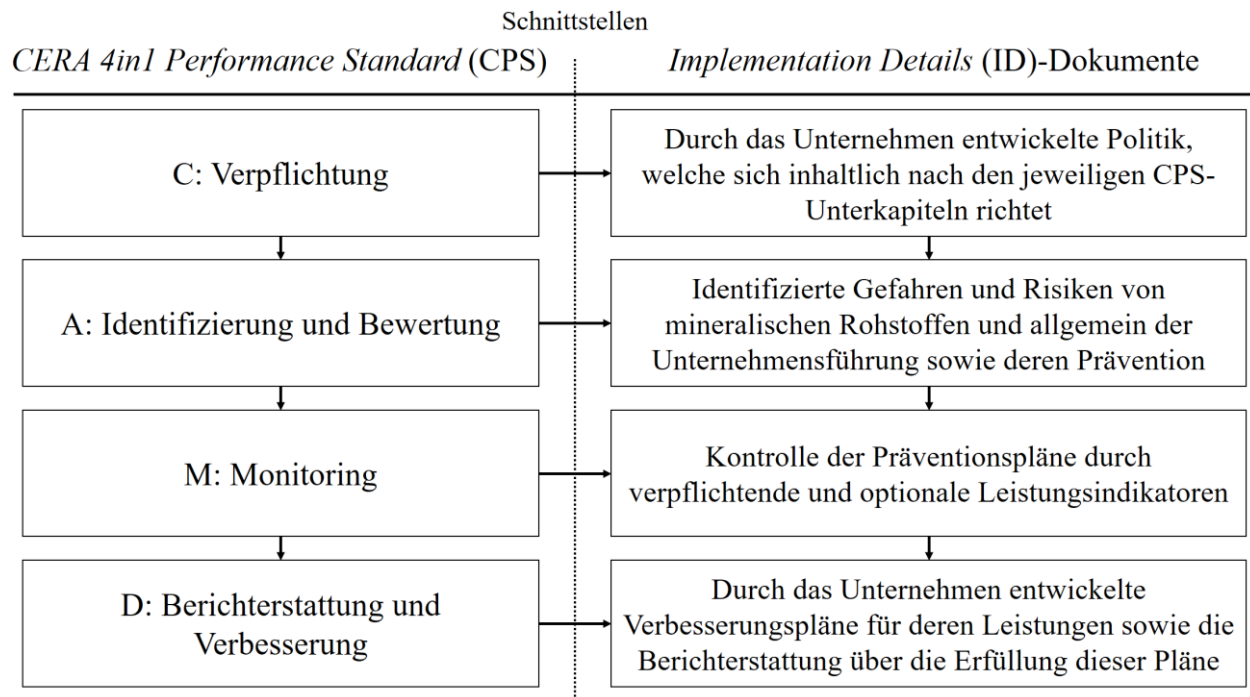 Schnittstellen
CERA 4in1 Performance Standard (CPS)
Implementation Details (ID)-Dokumente
C: Verpflichtung
Durch das Unternehmen entwickelte Politik,
welche sich inhaltlich nach den jeweiligen CPS-
Unterkapiteln richtet
A: Identifizierung und Bewertung
Identifizierte Gefahren und Risiken von
mineralischen Rohstoffen und allgemein der
Unternehmensführung sowie deren Prävention
M: Monitoring
Kontrolle der Präventionspläne durch
verpflichtende und optionale Leistungsindikatoren
D: Berichterstattung und
Verbesserung
Durch das Unternehmen entwickelte
Verbesserungspläne für deren Leistungen sowie die
Berichterstattung über die Erfüllung dieser Pläne